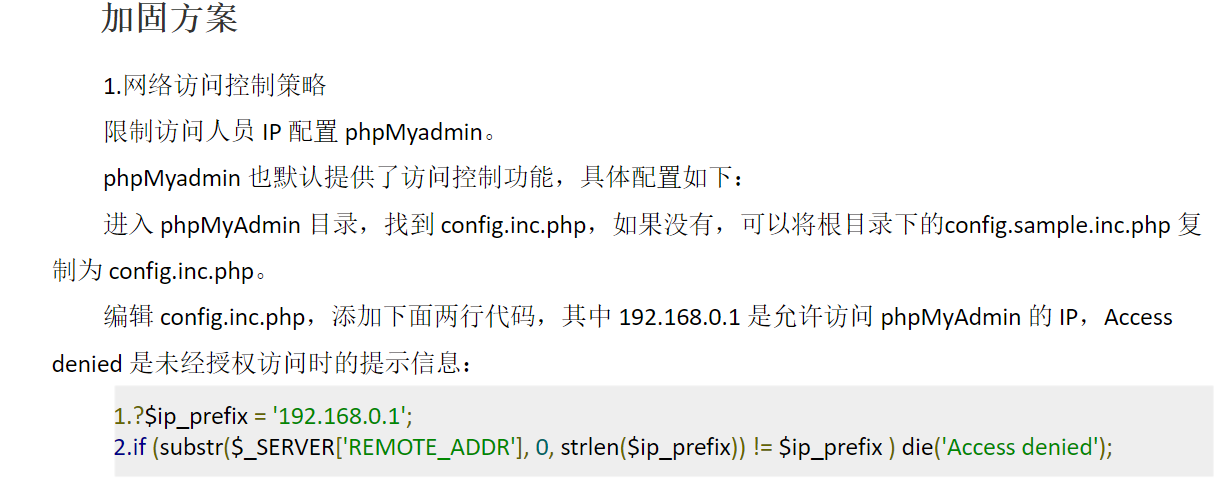 加固方案
1.网络访问控制策略
限制访问人员 IP 配置 phpMyadmin。
phpMyadmin 也默认提供了访问控制功能，具体配置如下：
进入 phpMyAdmin 目录，找到 config.inc.php，如果没有，可以将根目录下的config.sample.inc.php 复
制为 config.inc.php。
编辑 config.inc.php，添加下面两行代码，其中 192.168.0.1 是允许访问 phpMyAdmin 的 IP，Access
denied 是未经授权访问时的提示信息：
1.?$ip_prefix = '192.168.0.1';
2.if (substr($_SERVER['REMOTE_ADDR'], 0, strlen($ip_prefix)) != $ip_prefix ) die('Access denied');